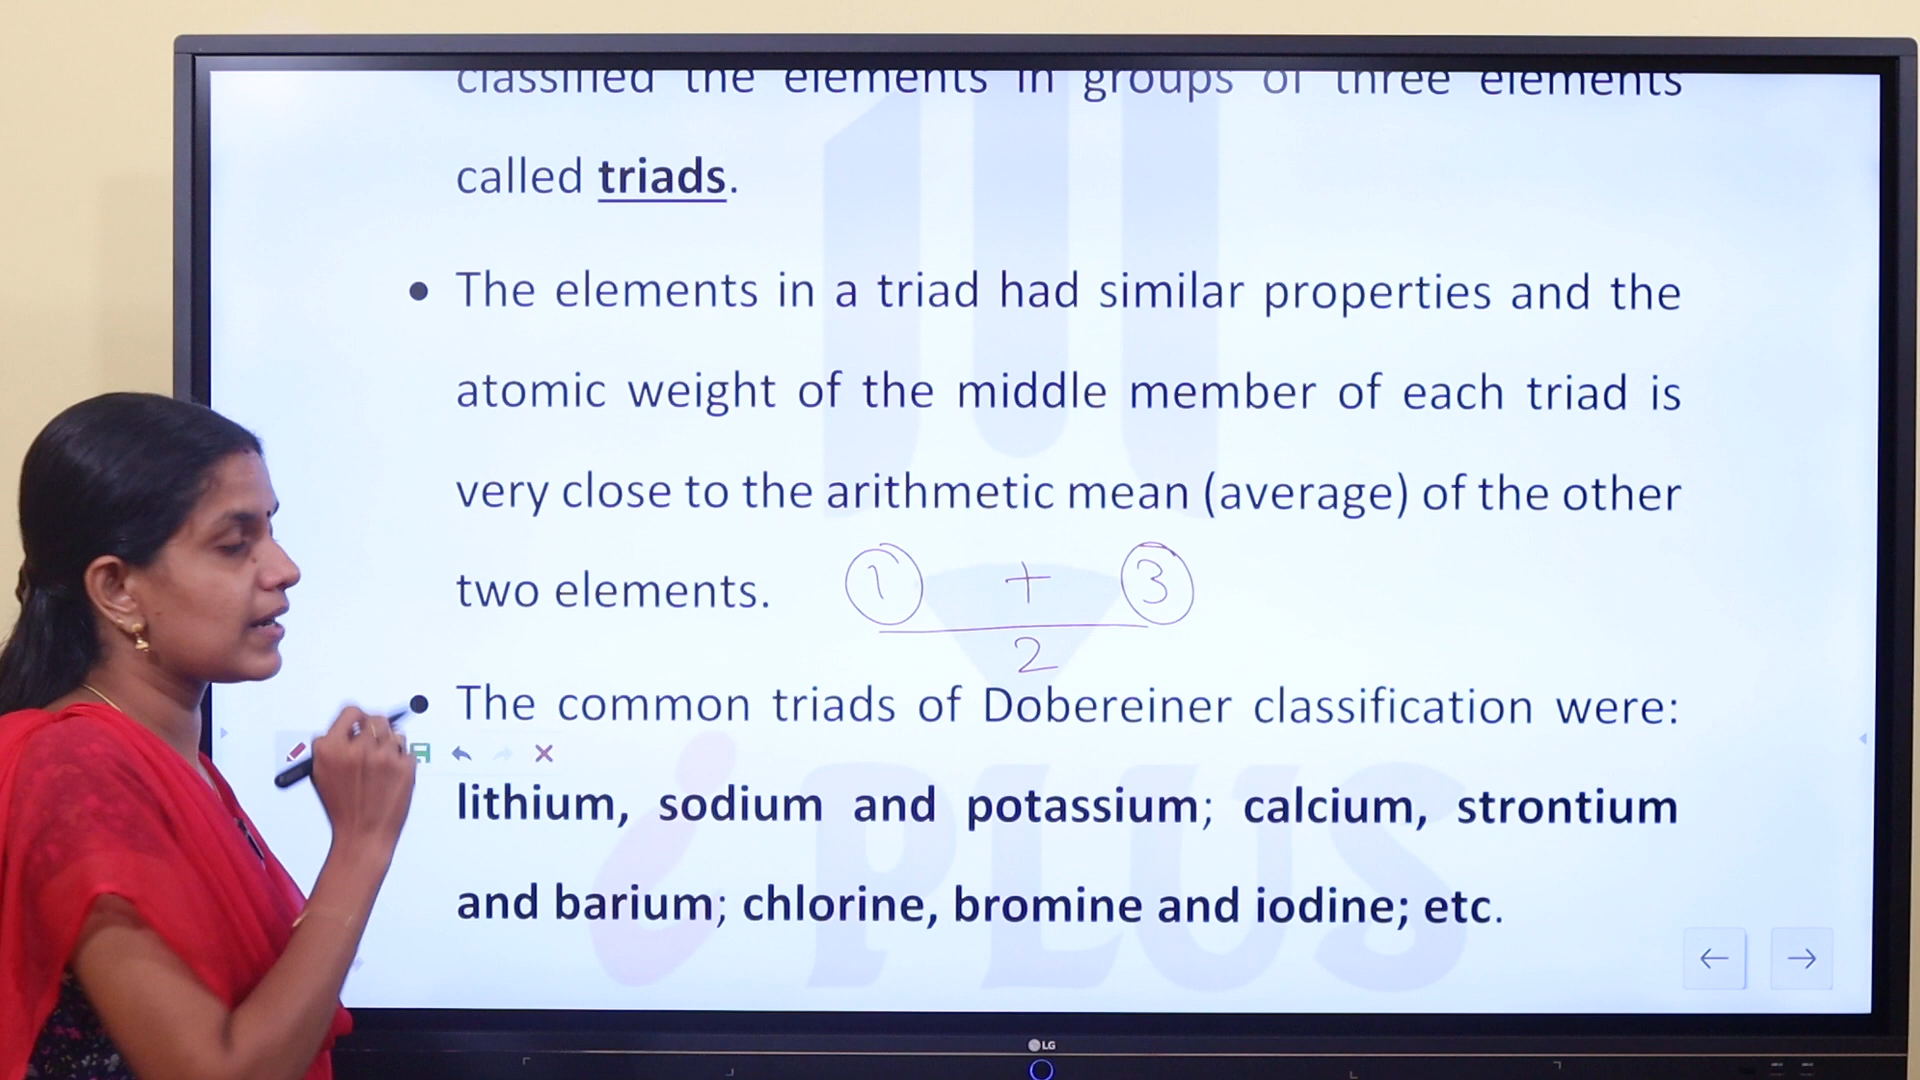 classified the elements in groups of three elements
called triads.
• The elements in a triad had similar properties and the
atomic weight of the middle member of each triad is
very close to the arithmetic mean (average) of the other
two elements.
1 + 3
2
• The common triads of Dobereiner classification were:
lithium, sodium and potassium; calcium, strontium
and barium; chlorine, bromine and iodine; etc.
iPLUS
LG